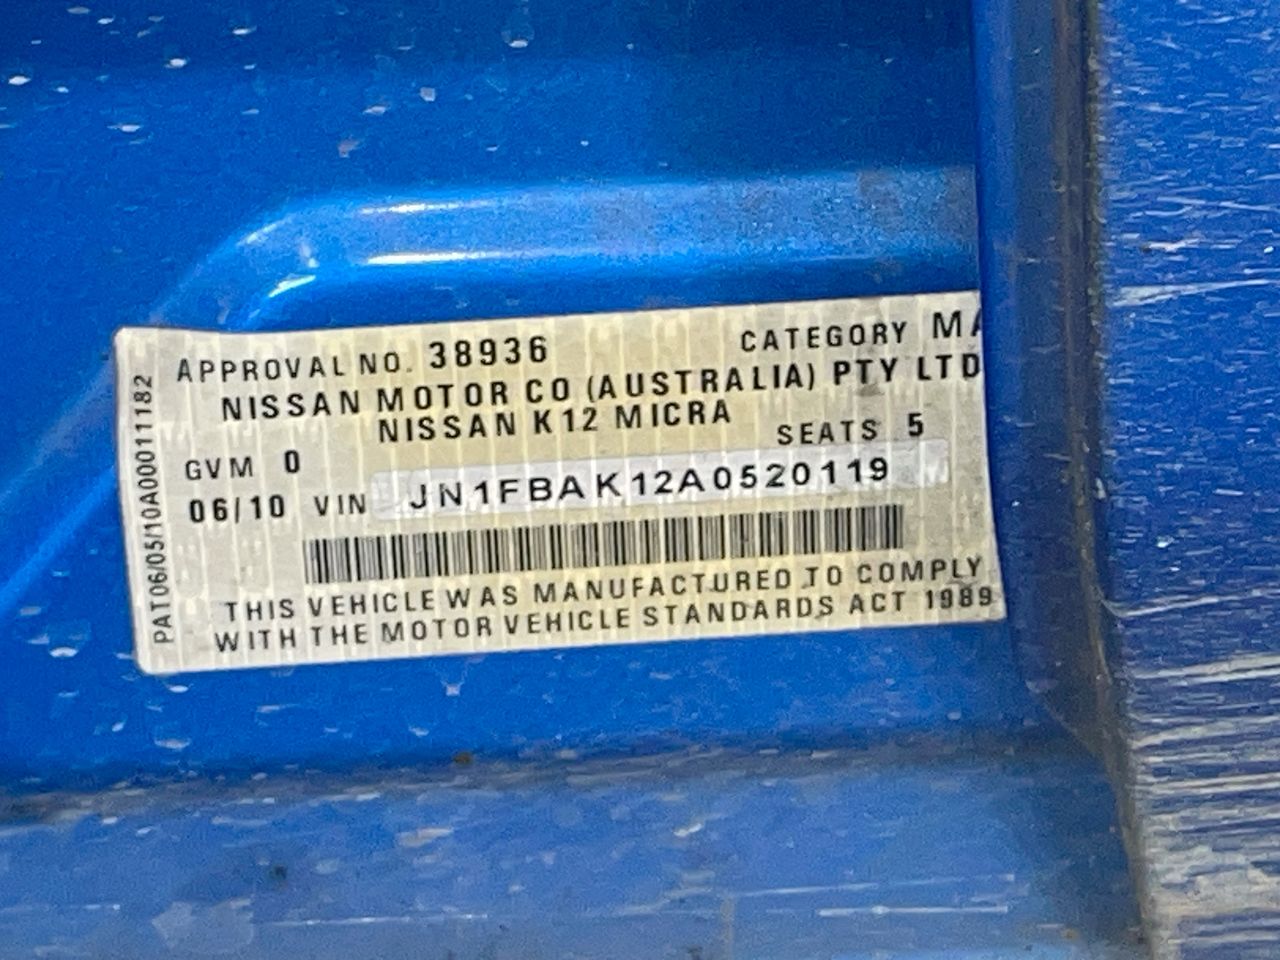 APPROVAL NO. 38936 CATEGORY MA
NISSAN MOTOR CO (AUSTRALIA) PTY LTD
NISSAN K12 MICRA
GVM 0 SEATS 5
06/10 VIN JN1FBAK12A0520119
THIS VEHICLE WAS MANUFACTURED TO COMPLY
WITH THE MOTOR VEHICLE STANDARDS ACT 1989
PAT06/05/10A00011182